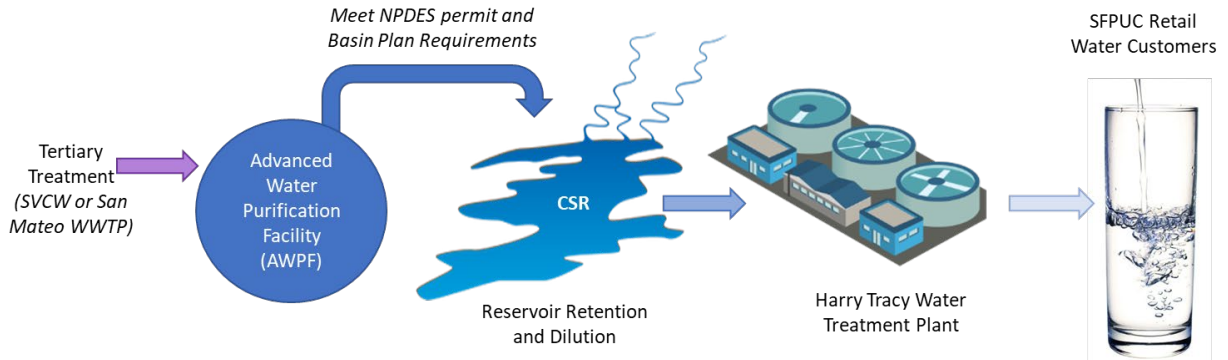 Tertiary
Treatment
(SVCW or San
Mateo WWTP)
Advanced
Water
Purification
Facility
(AWPF)
Meet NPDES permit and
Basin Plan Requirements
CSR
Reservoir Retention
and Dilution
Harry Tracy Water
Treatment Plant
SFPUC Retail
Water Customers